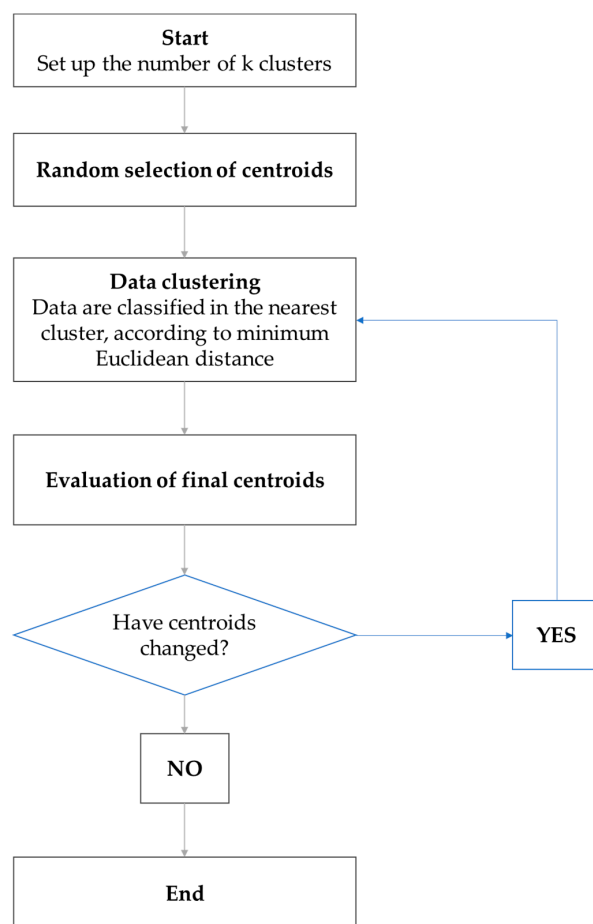 Start
Set up the number of k clusters
Random selection of centroids
Data clustering
Data are classified in the nearest
cluster, according to minimum
Euclidean distance
Evaluation of final centroids
Have centroids
changed?
YES
NO
End